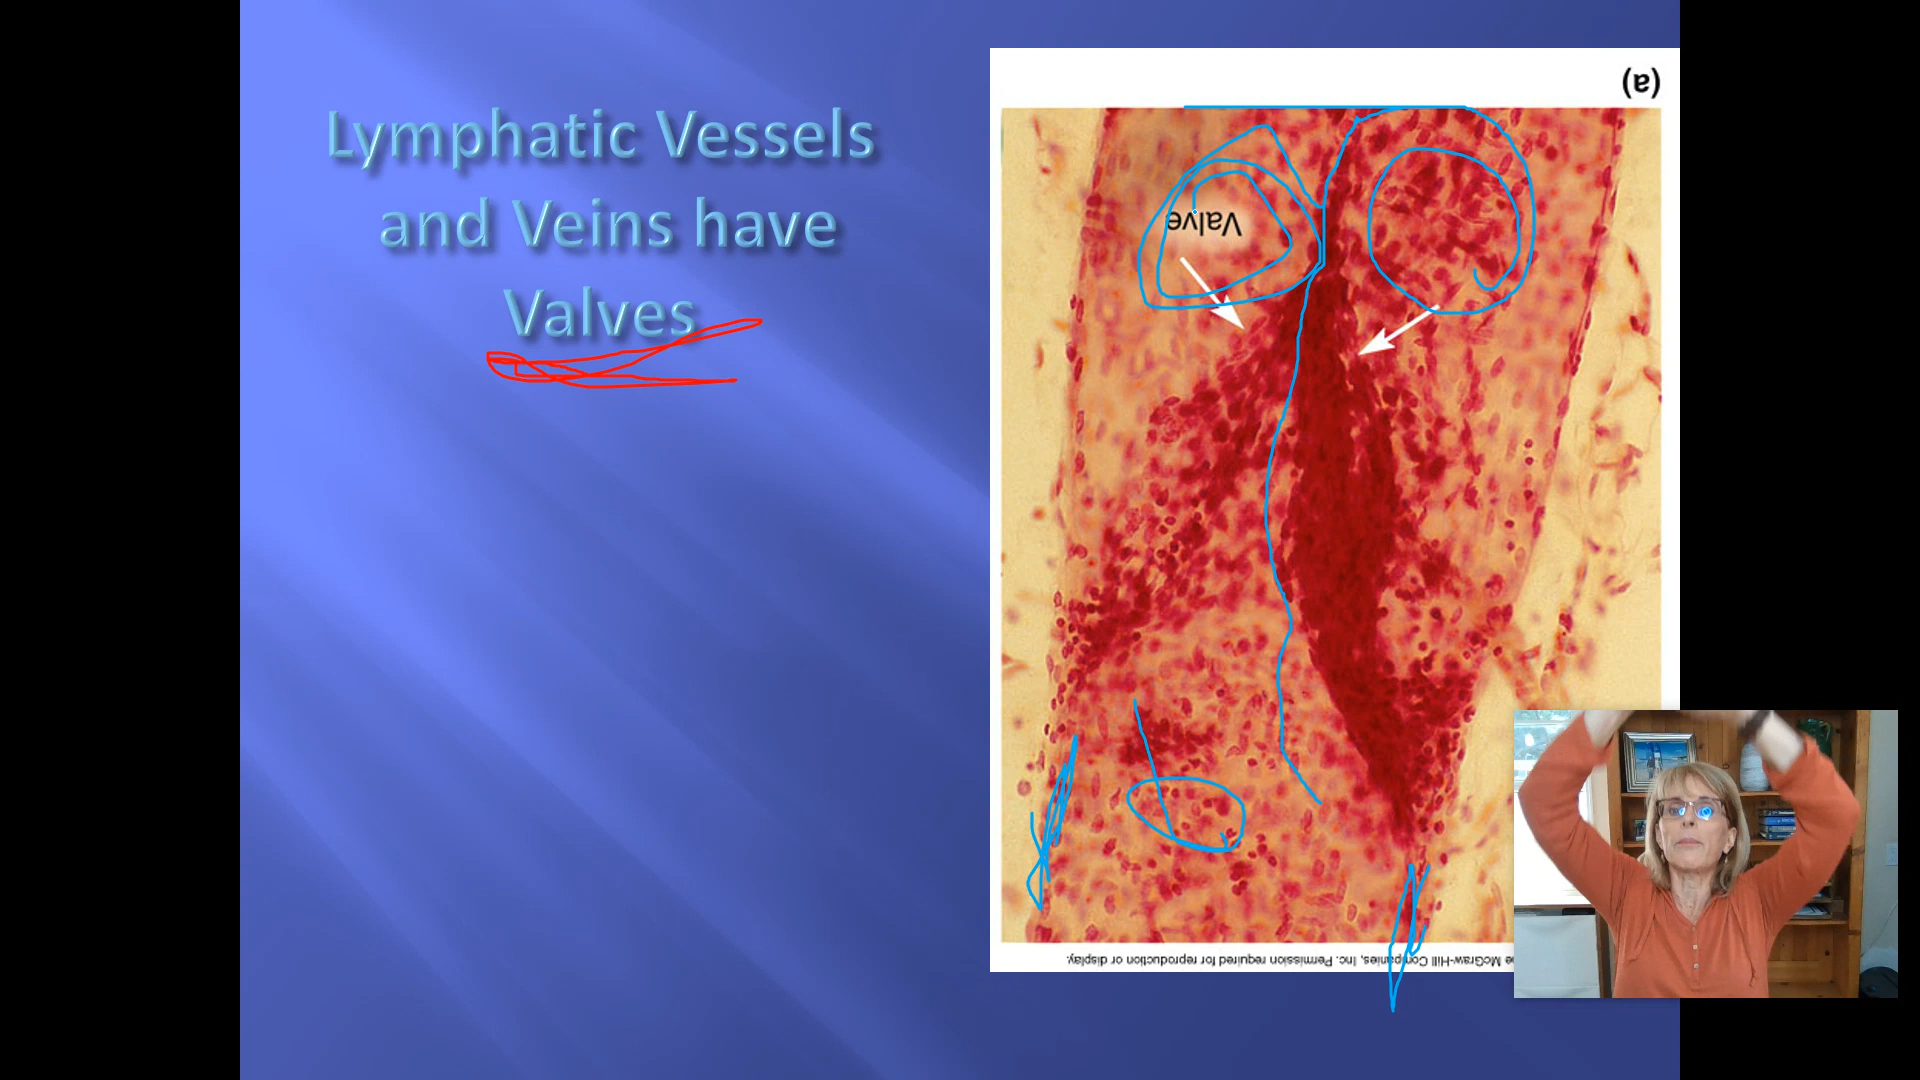 Lymphatic Vessels
and Veins have
Valves
(a)
Valve
e McGraw-Hill Companies, Inc. Permission required for reproduction or display.